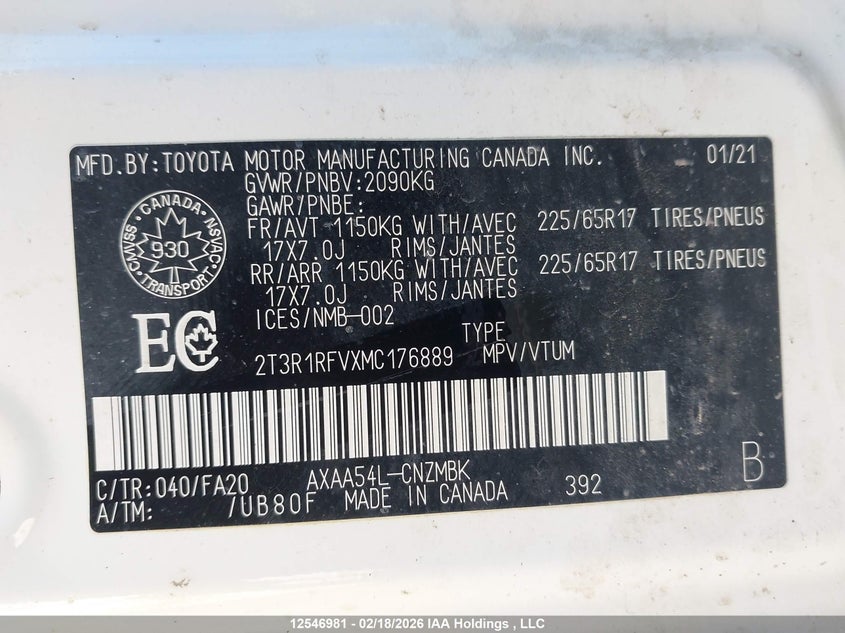 MFD.BY:TOYOTA MOTOR MANUFACTURING CANADA INC. 01/21
GVWR/PNBV:2090KG
GAWR/PNBE:
FR/AVT 1150KG WITH/AVEC 225/65R17 TIRES/PNEUS
17X7.0J RIMS/JANTES
RR/ARR 1150KG WITH/AVEC 225/65R17 TIRES/PNEUS
17X7.0J RIMS/JANTES
ICES/NMB-002
CANADA
CMVSS 930 NSVAC
TRANSPORT
EC
TYPE
2T3R1RFVXMC176889 MPV/VTUM
C/TR:040/FA20 AXAA54L-CNZMBK B
A/TM: /UB80F MADE IN CANADA 392
12546981 - 02/18/2026 IAA Holdings , LLC